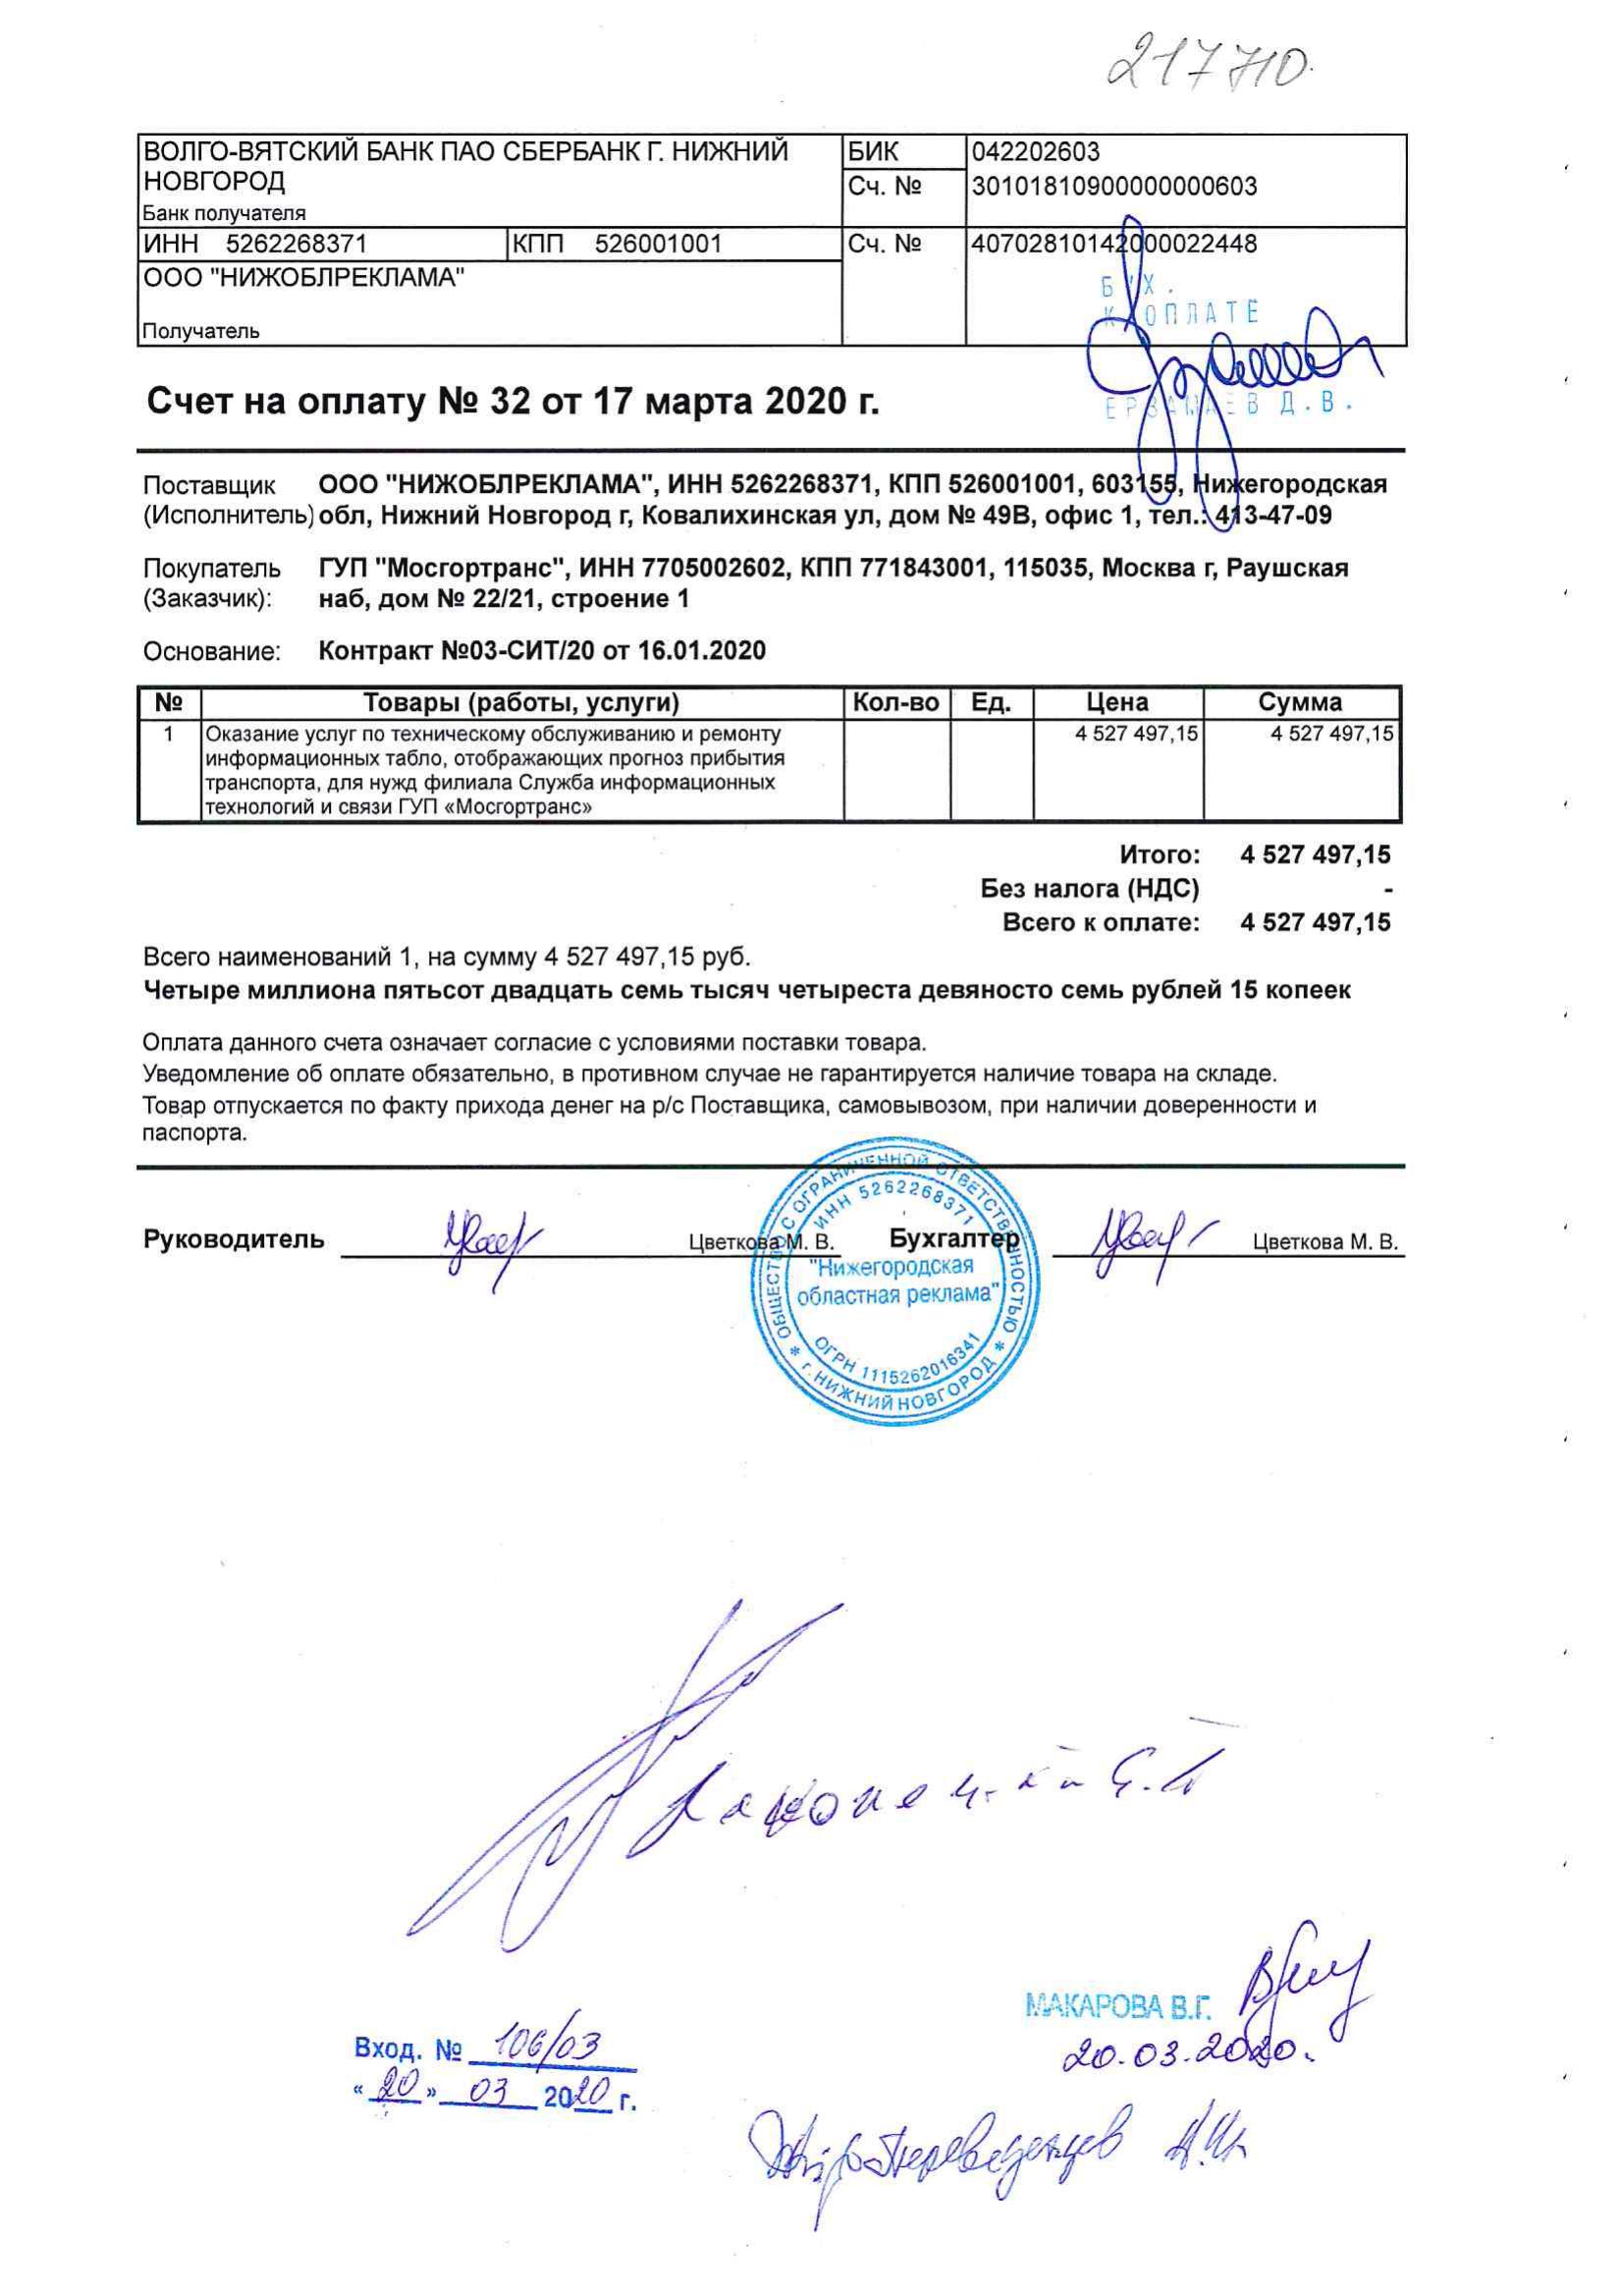 217710.
ВОЛГО-ВЯТСКИЙ БАНК ПАО СБЕРБАНК Г. НИЖНИЙ
НОВГОРОД
Банк получателя
БИК 042202603
Сч. № 30101810900000000603
ИНН 5262268371 КПП 526001001 Сч. № 40702810142000022448
ООО "НИЖОБЛРЕКЛАМА"
Получатель
БУХ.
К ОПЛАТЕ
Д.В.
Счет на оплату № 32 от 17 марта 2020 г.
Поставщик ООО "НИЖОБЛРЕКЛАМА", ИНН 5262268371, КПП 526001001, 603155, Нижегородская
(Исполнитель) обл, Нижний Новгород г, Ковалихинская ул, дом № 49В, офис 1, тел.: 413-47-09
Покупатель ГУП "Мосгортранс", ИНН 7705002602, КПП 771843001, 115035, Москва г, Раушская
(Заказчик): наб, дом № 22/21, строение 1
Основание: Контракт №03-СИТ/20 от 16.01.2020
№ Товары (работы, услуги) Кол-во Ед. Цена Сумма
1 Оказание услуг по техническому обслуживанию и ремонту 4 527 497,15 4 527 497,15
информационных табло, отображающих прогноз прибытия
транспорта, для нужд филиала Служба информационных
технологий и связи ГУП «Мосгортранс»
Итого: 4 527 497,15
Без налога (НДС) -
Всего к оплате: 4 527 497,15
Всего наименований 1, на сумму 4 527 497,15 руб.
Четыре миллиона пятьсот двадцать семь тысяч четыреста девяносто семь рублей 15 копеек
Оплата данного счета означает согласие с условиями поставки товара.
Уведомление об оплате обязательно, в противном случае не гарантируется наличие товара на складе.
Товар отпускается по факту прихода денег на р/с Поставщика, самовывозом, при наличии доверенности и
паспорта.
Руководитель Цветкова М. В. Бухгалтер Цветкова М. В.
ОБЩЕСТВО С ОГРАНИЧЕННОЙ ОТВЕТСТВЕННОСТЬЮ
ИНН 5262268371
"Нижегородская
областная реклама"
ОГРН 1115262016341
* г. НИЖНИЙ НОВГОРОД *
МАКАРОВА В.Г.
20.03.2020.
Вход. № 106/03
« 20 » 03 2020 г.
Переведенцев